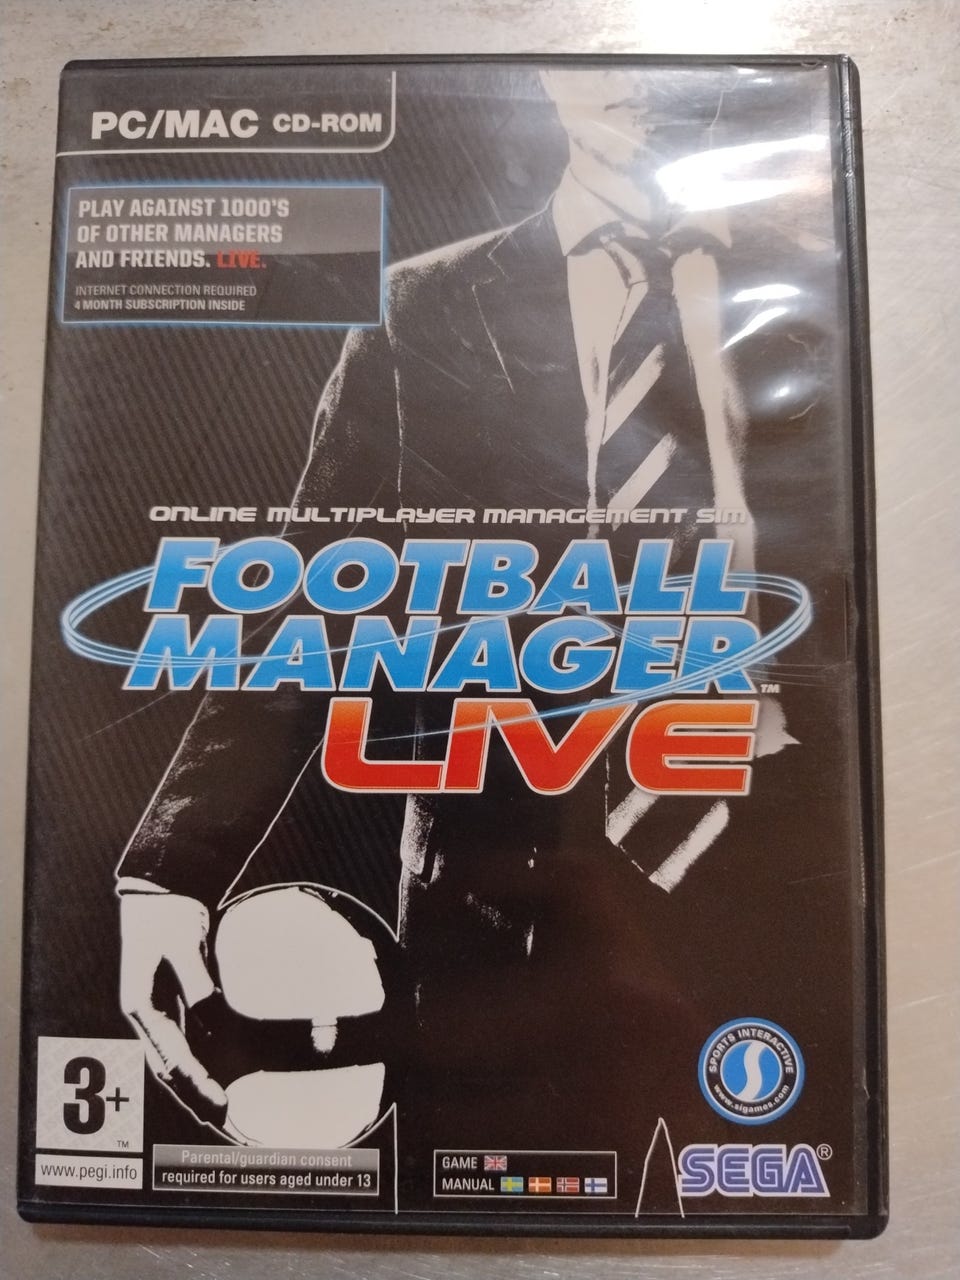 PC/MAC CD-ROM
PLAY AGAINST 1000'S
OF OTHER MANAGERS
AND FRIENDS. LIVE.
INTERNET CONNECTION REQUIRED
4 MONTH SUBSCRIPTION INSIDE
ONLINE MULTIPLAYER MANAGEMENT SIM
FOOTBALL
MANAGER™
LIVE
SPORTS INTERACTIVE
www.sigames.com
3+™
www.pegi.info
Parental/guardian consent
required for users aged under 13
GAME
MANUAL
SEGA®